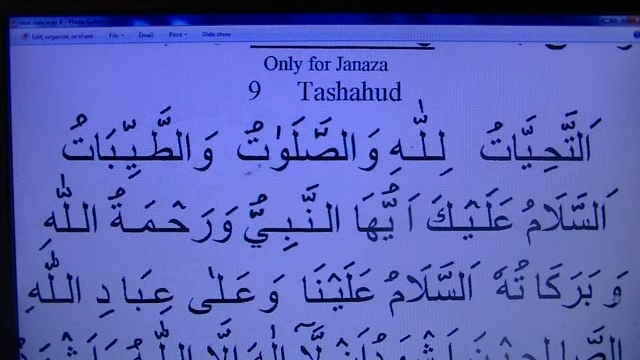 Edit, organize, or share File Email Print Slide show
Only for Janaza
9 Tashahud
اَلتَّحِيَّاتُ لِلّٰهِ وَالصَّلَوٰتُ وَالطَّيِّبَاتُ
اَلسَّلَامُ عَلَيْكَ اَيُّهَا النَّبِيُّ وَرَحْمَةُ اللّٰهِ
وَبَرَكَاتُهُ اَلسَّلَامُ عَلَيْنَا وَعَلٰى عِبَادِ اللّٰهِ